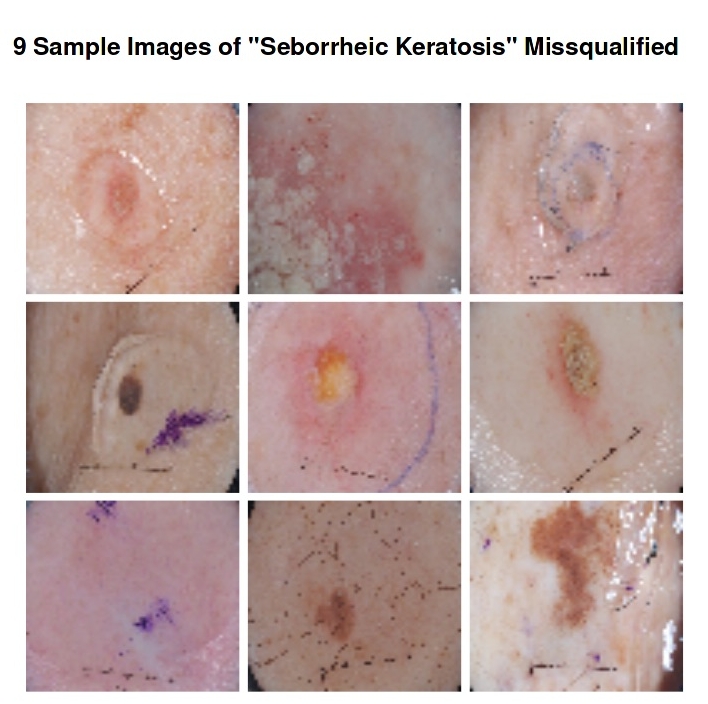 9 Sample Images of "Seborrheic Keratosis" Missqualified